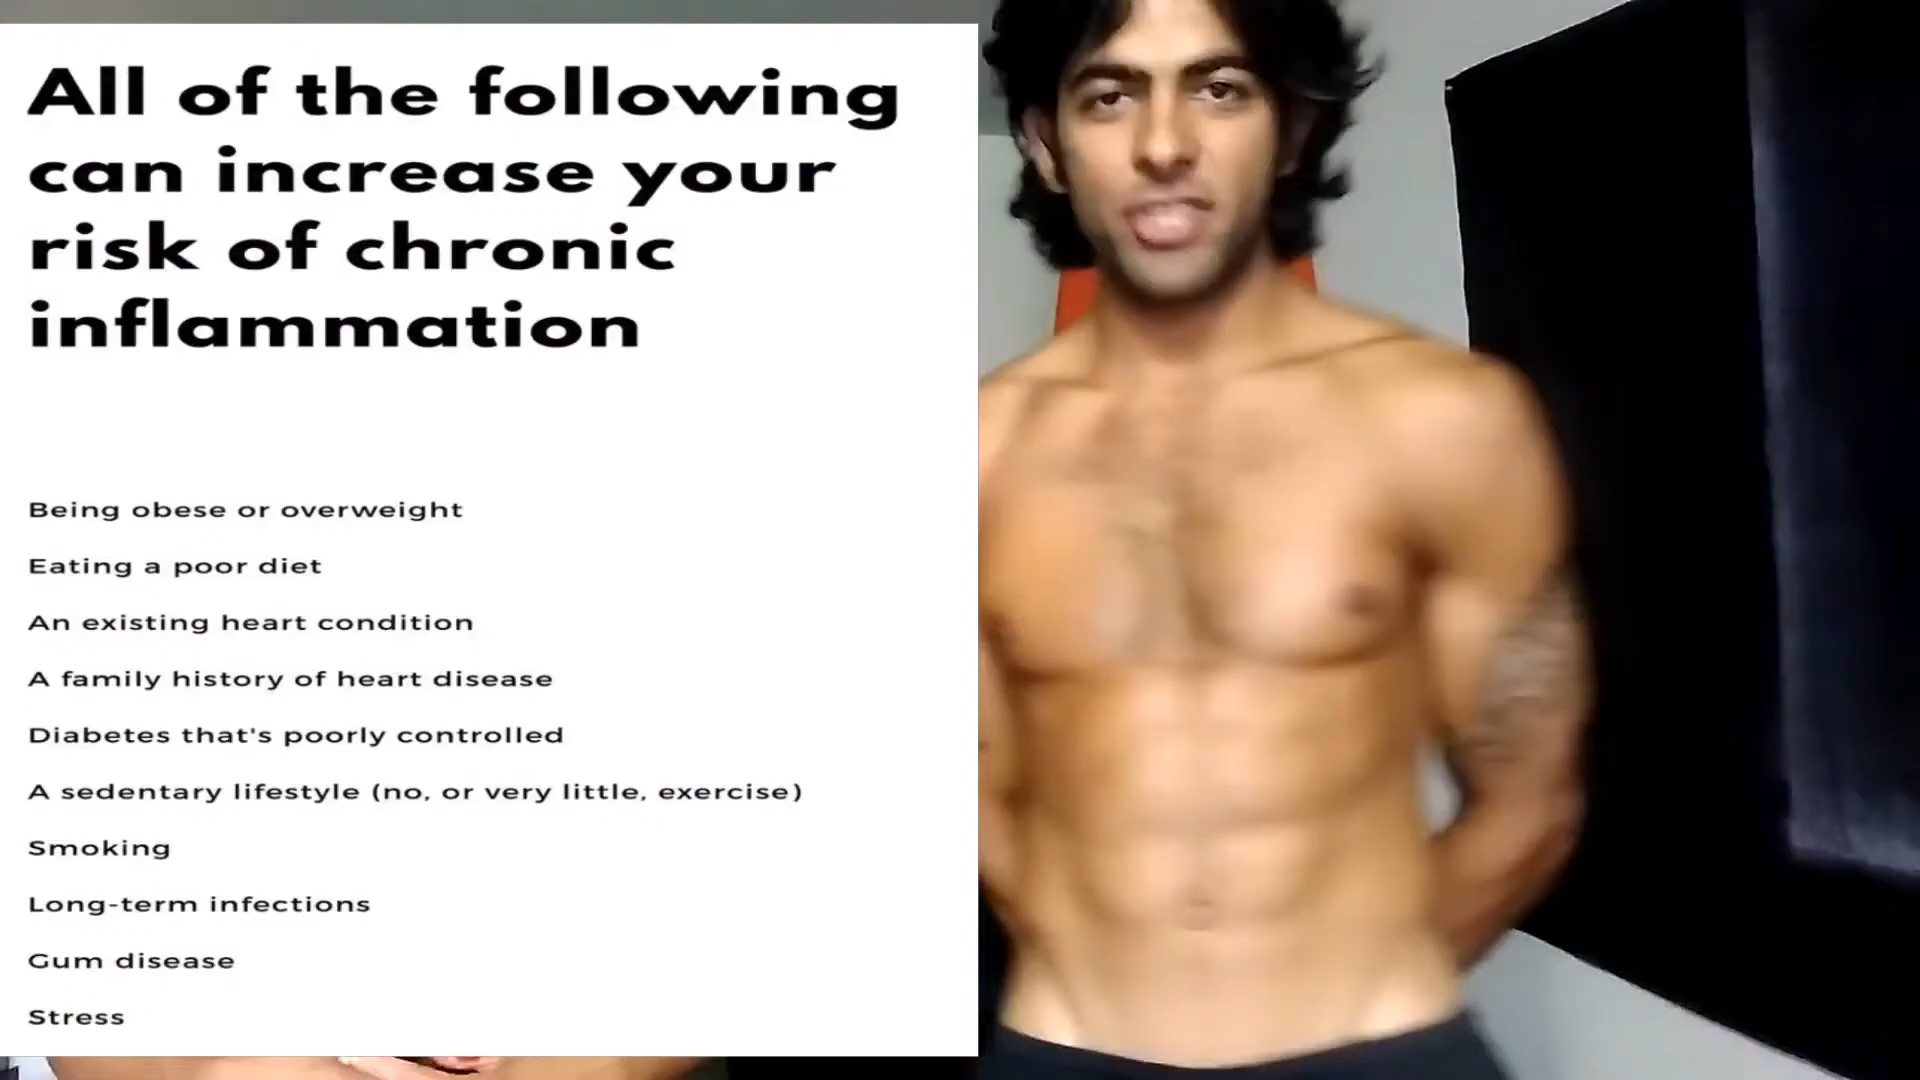 All of the following
can increase your
risk of chronic
inflammation
Being obese or overweight
Eating a poor diet
An existing heart condition
A family history of heart disease
Diabetes that's poorly controlled
A sedentary lifestyle (no, or very little, exercise)
Smoking
Long-term infections
Gum disease
Stress